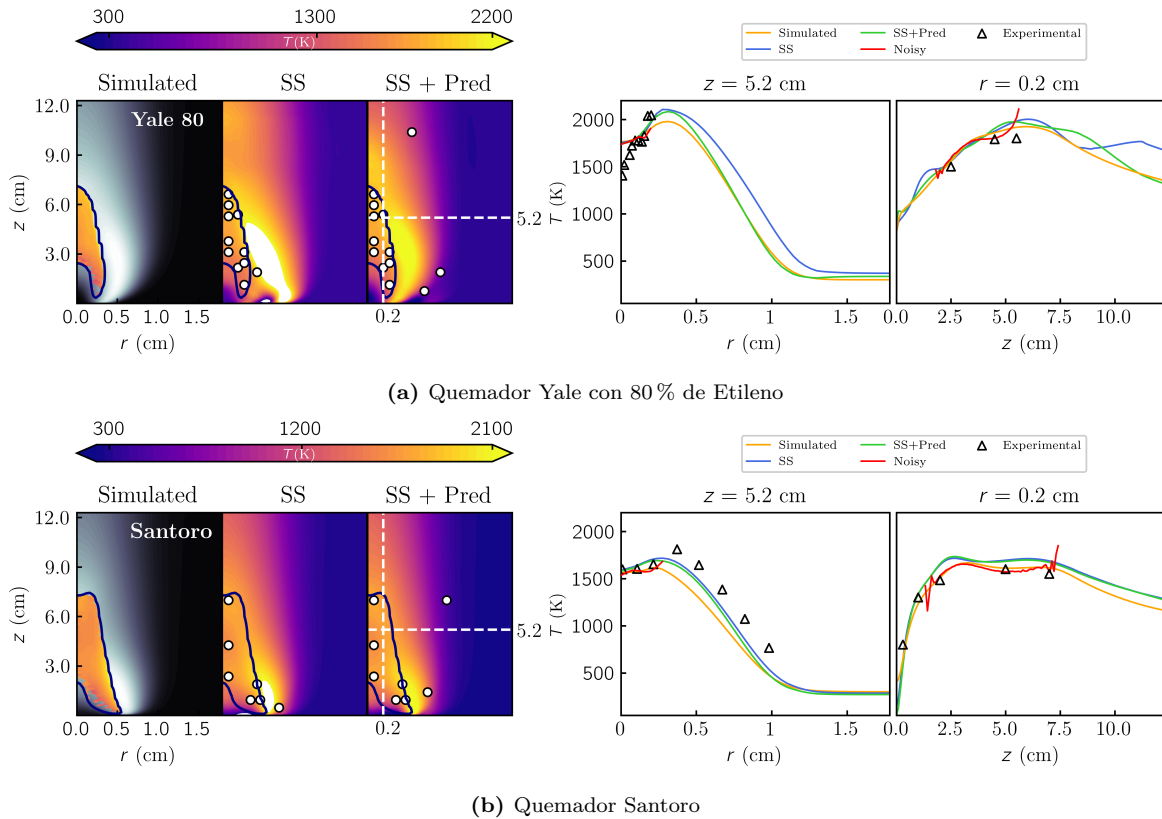 300 1300 2200
T(K)
Simulated SS SS + Pred
Yale 80
12.0
9.0
6.0
3.0
z (cm)
5.2
0.2
0.0 0.5 1.0 1.5
r (cm)
Simulated SS+Pred Experimental
SS Noisy
z = 5.2 cm r = 0.2 cm
2000
1500
1000
500
T (K)
0 0.5 1 1.5
r (cm)
0.0 2.5 5.0 7.5 10.0
z (cm)
(a) Quemador Yale con 80 % de Etileno
300 1200 2100
T(K)
Simulated SS SS + Pred
Santoro
12.0
9.0
6.0
3.0
z (cm)
5.2
0.2
0.0 0.5 1.0 1.5
r (cm)
Simulated SS+Pred Experimental
SS Noisy
z = 5.2 cm r = 0.2 cm
2000
1500
1000
500
T (K)
0 0.5 1 1.5
r (cm)
0.0 2.5 5.0 7.5 10.0
z (cm)
(b) Quemador Santoro